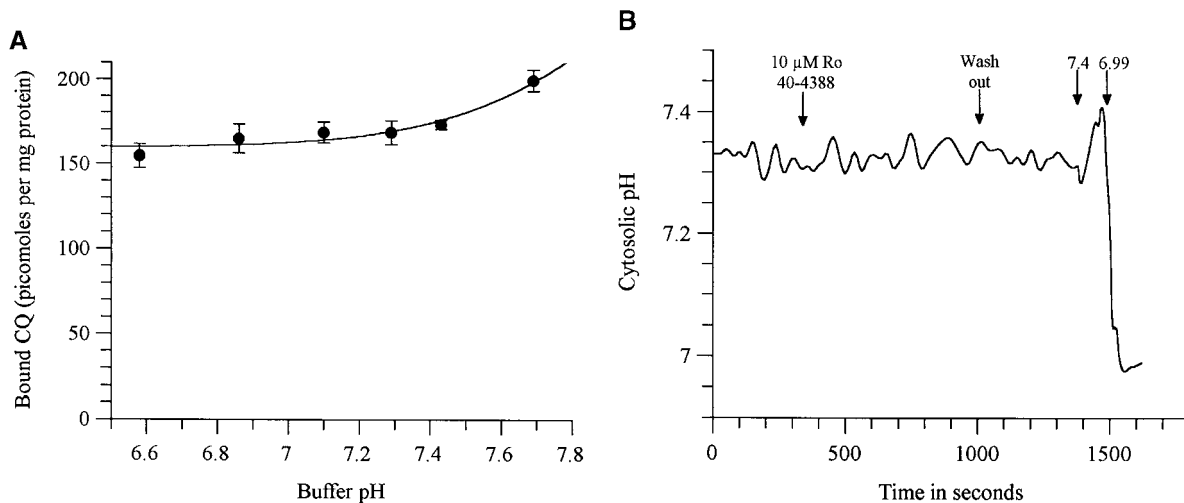 A
Bound CQ (picomoles per mg protein)
200
150
100
50
0
6.6 6.8 7 7.2 7.4 7.6 7.8
Buffer pH
B
Cytosolic pH
7.4
7.2
7
10 µM Ro
40-4388
Wash
out
7.4 6.99
0 500 1000 1500
Time in seconds